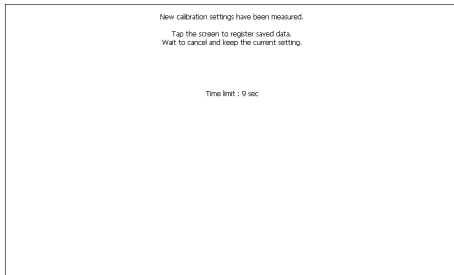 New calibration settings have been measured.
Tap the screen to register saved data.
Wait to cancel and keep the current setting.
Time limit : 9 sec